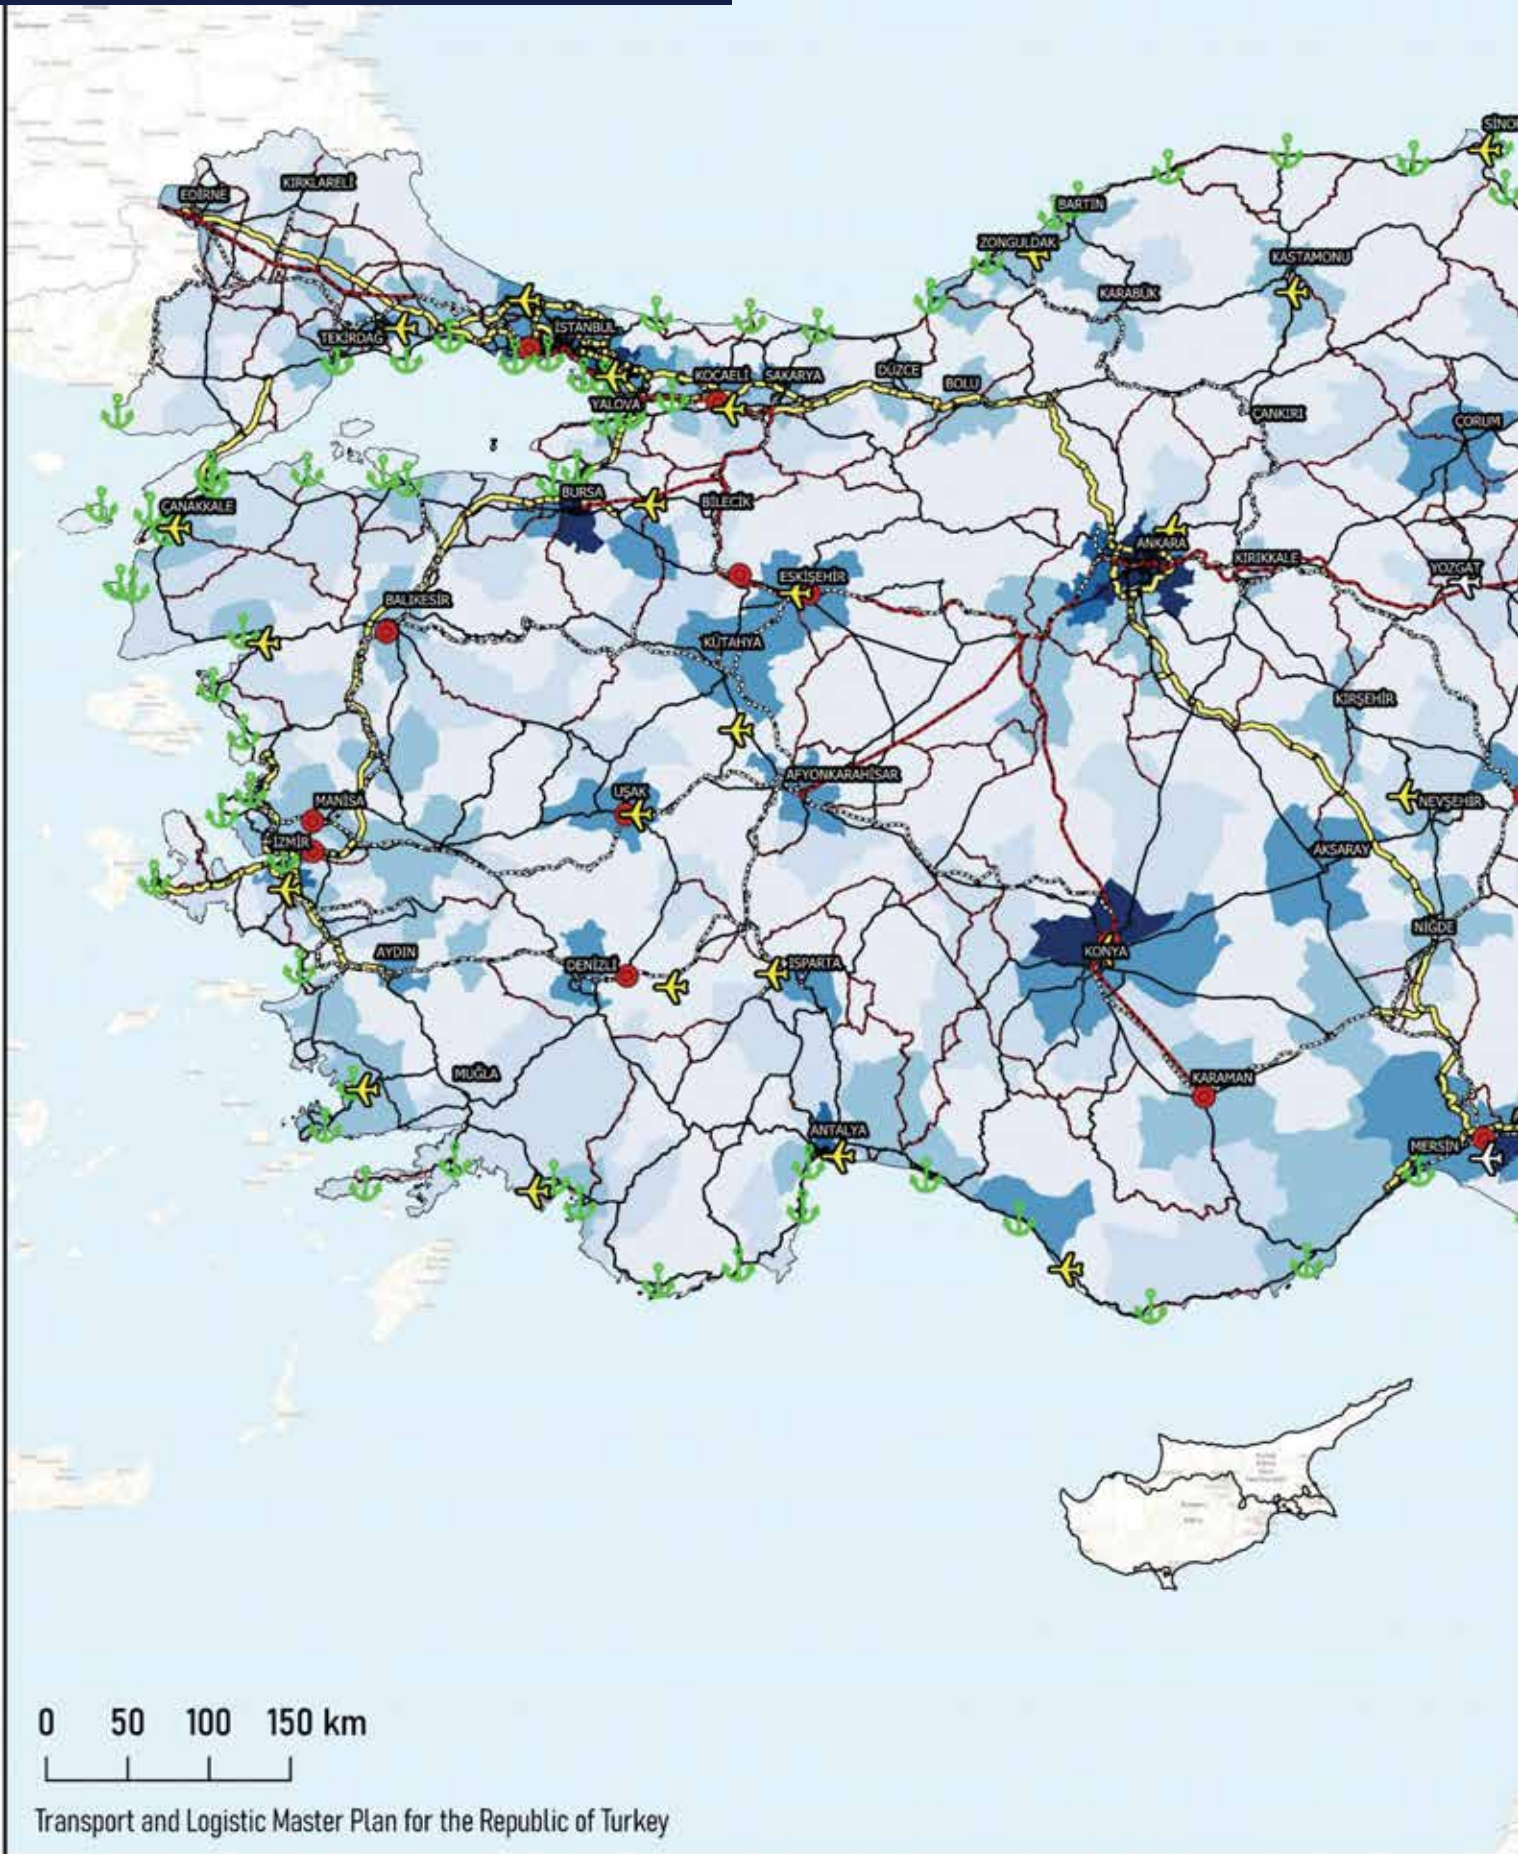 SİNOP
EDİRNE
KIRKLARELİ
BARTIN
ZONGULDAK
KASTAMONU
KARABÜK
İSTANBUL
TEKİRDAĞ
KOCAELİ
SAKARYA
DÜZCE
BOLU
YALOVA
ÇANKIRI
ÇORUM
ÇANAKKALE
BURSA
BİLECİK
ANKARA
KIRIKKALE
YOZGAT
ESKİŞEHİR
BALIKESİR
KÜTAHYA
KIRŞEHİR
AFYONKARAHİSAR
UŞAK
MANİSA
NEVŞEHİR
İZMİR
AKSARAY
NİĞDE
AYDIN
DENİZLİ
ISPARTA
KONYA
MUĞLA
KARAMAN
ANTALYA
MERSİN
0 50 100 150 km
Transport and Logistic Master Plan for the Republic of Turkey